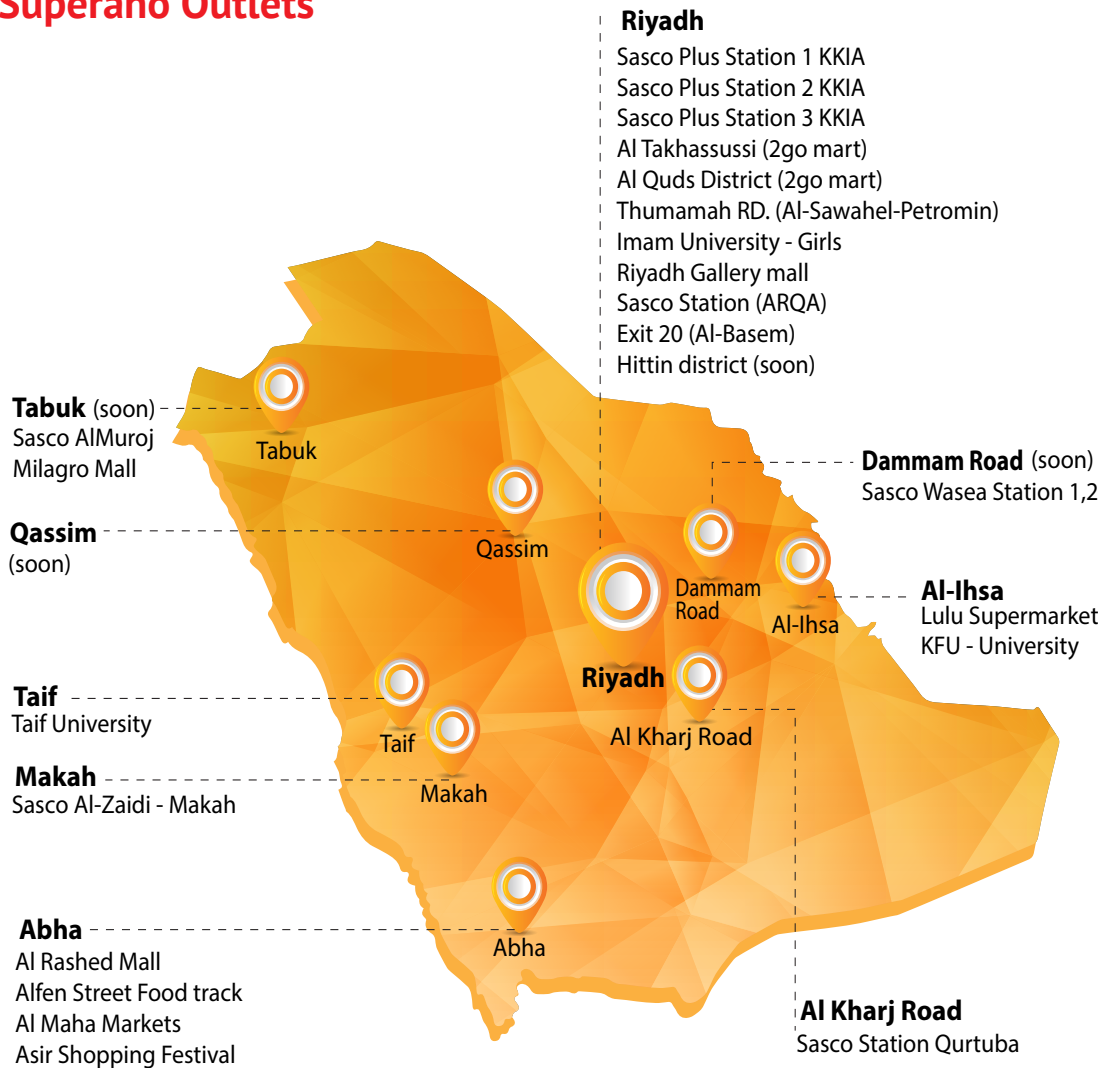 Superano Outlets
Riyadh
Sasco Plus Station 1 KKIA
Sasco Plus Station 2 KKIA
Sasco Plus Station 3 KKIA
Al Takhassussi (2go mart)
Al Quds District (2go mart)
Thumamah RD. (Al-Sawahel-Petromin)
Imam University - Girls
Riyadh Gallery mall
Sasco Station (ARQA)
Exit 20 (Al-Basem)
Hittin district (soon)
Tabuk (soon)
Sasco AlMuroj
Milagro Mall
Tabuk
Dammam Road (soon)
Sasco Wasea Station 1,2
Qassim
(soon)
Qassim
Dammam
Road
Al-Ihsa
Al-Ihsa
Lulu Supermarket
KFU - University
Riyadh
Taif
Taif University
Taif
Al Kharj Road
Makah
Sasco Al-Zaidi - Makah
Makah
Abha
Al Rashed Mall
Alfen Street Food track
Al Maha Markets
Asir Shopping Festival
Abha
Al Kharj Road
Sasco Station Qurtuba